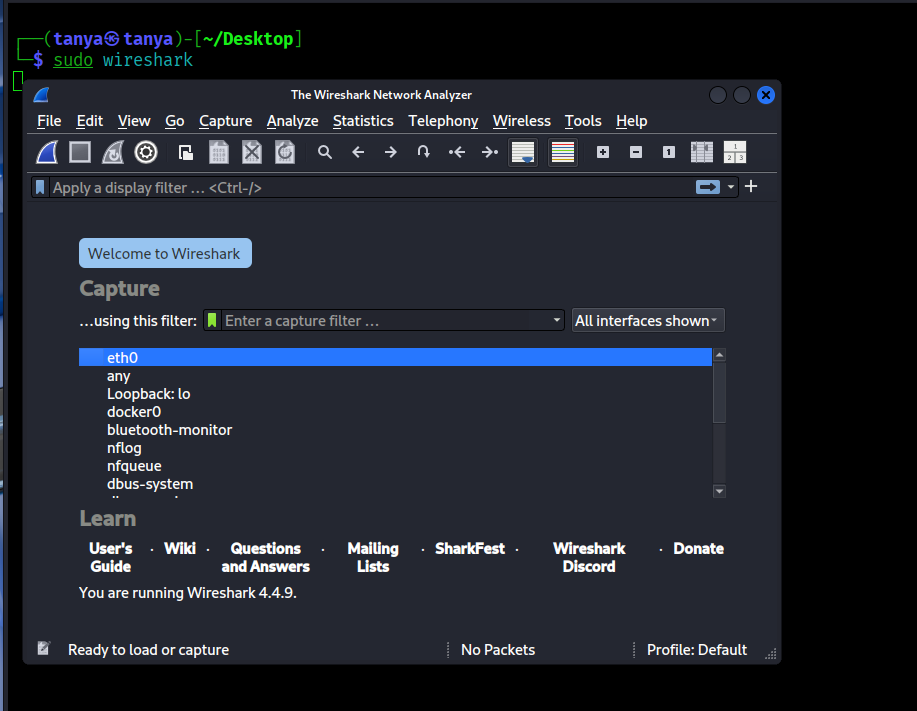 (tanya㉿tanya)-[~/Desktop]
$ sudo wireshark
The Wireshark Network Analyzer
File Edit View Go Capture Analyze Statistics Telephony Wireless Tools Help
Apply a display filter ... <Ctrl-/>
Welcome to Wireshark
Capture
...using this filter: Enter a capture filter ... All interfaces shown
eth0
any
Loopback: lo
docker0
bluetooth-monitor
nflog
nfqueue
dbus-system
Learn
User's Guide · Wiki · Questions and Answers · Mailing Lists · SharkFest · Wireshark Discord · Donate
You are running Wireshark 4.4.9.
Ready to load or capture No Packets Profile: Default